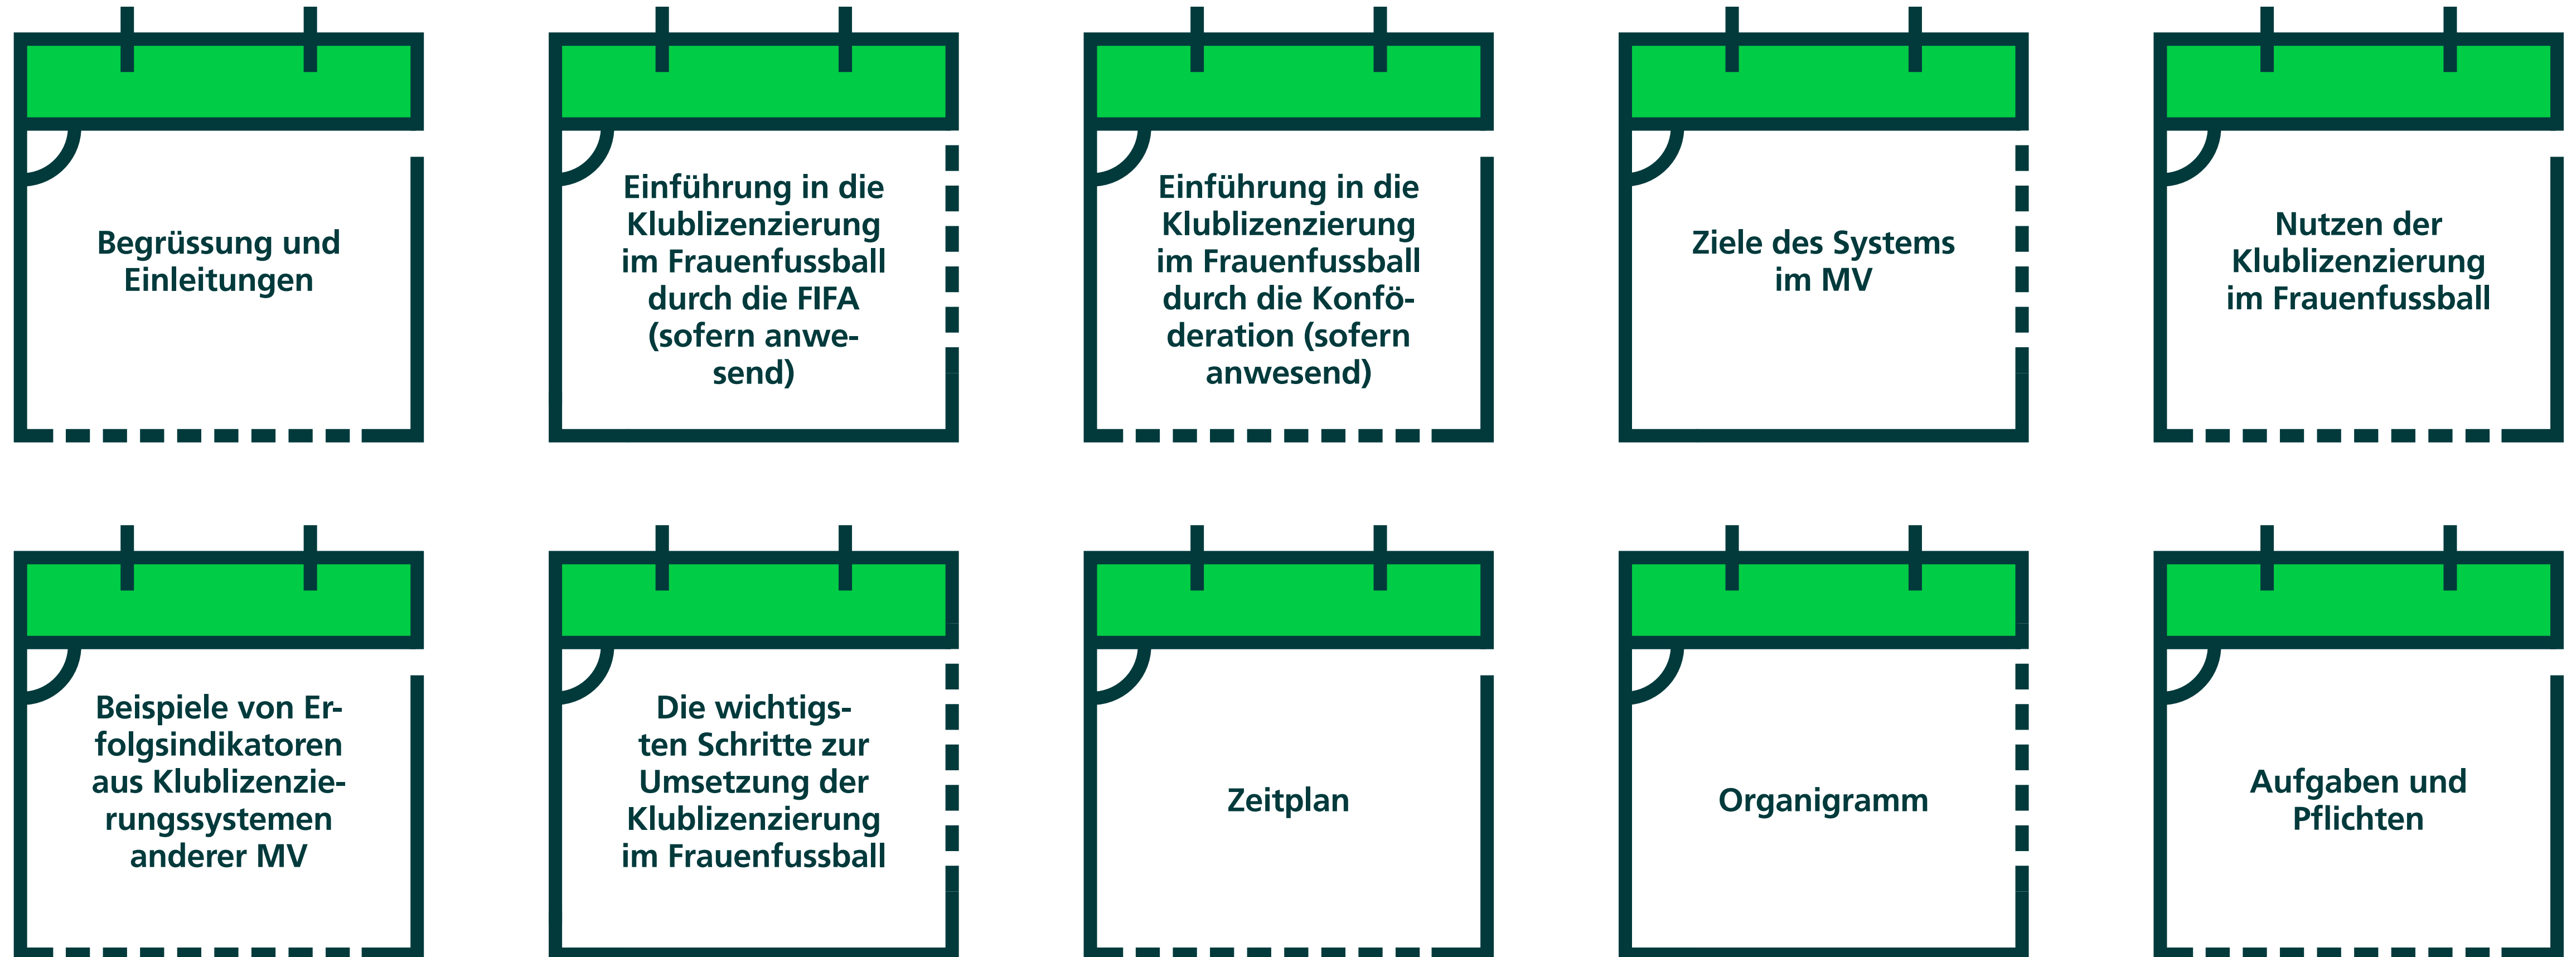 Begrüssung und
Einleitungen
Einführung in die
Klublizenzierung
im Frauenfussball
durch die FIFA
(sofern anwe-
send)
Einführung in die
Klublizenzierung
im Frauenfussball
durch die Konfö-
deration (sofern
anwesend)
Ziele des Systems
im MV
Nutzen der
Klublizenzierung
im Frauenfussball
Beispiele von Er-
folgsindikatoren
aus Klublizenzie-
rungssystemen
anderer MV
Die wichtigs-
ten Schritte zur
Umsetzung der
Klublizenzierung
im Frauenfussball
Zeitplan
Organigramm
Aufgaben und
Pflichten